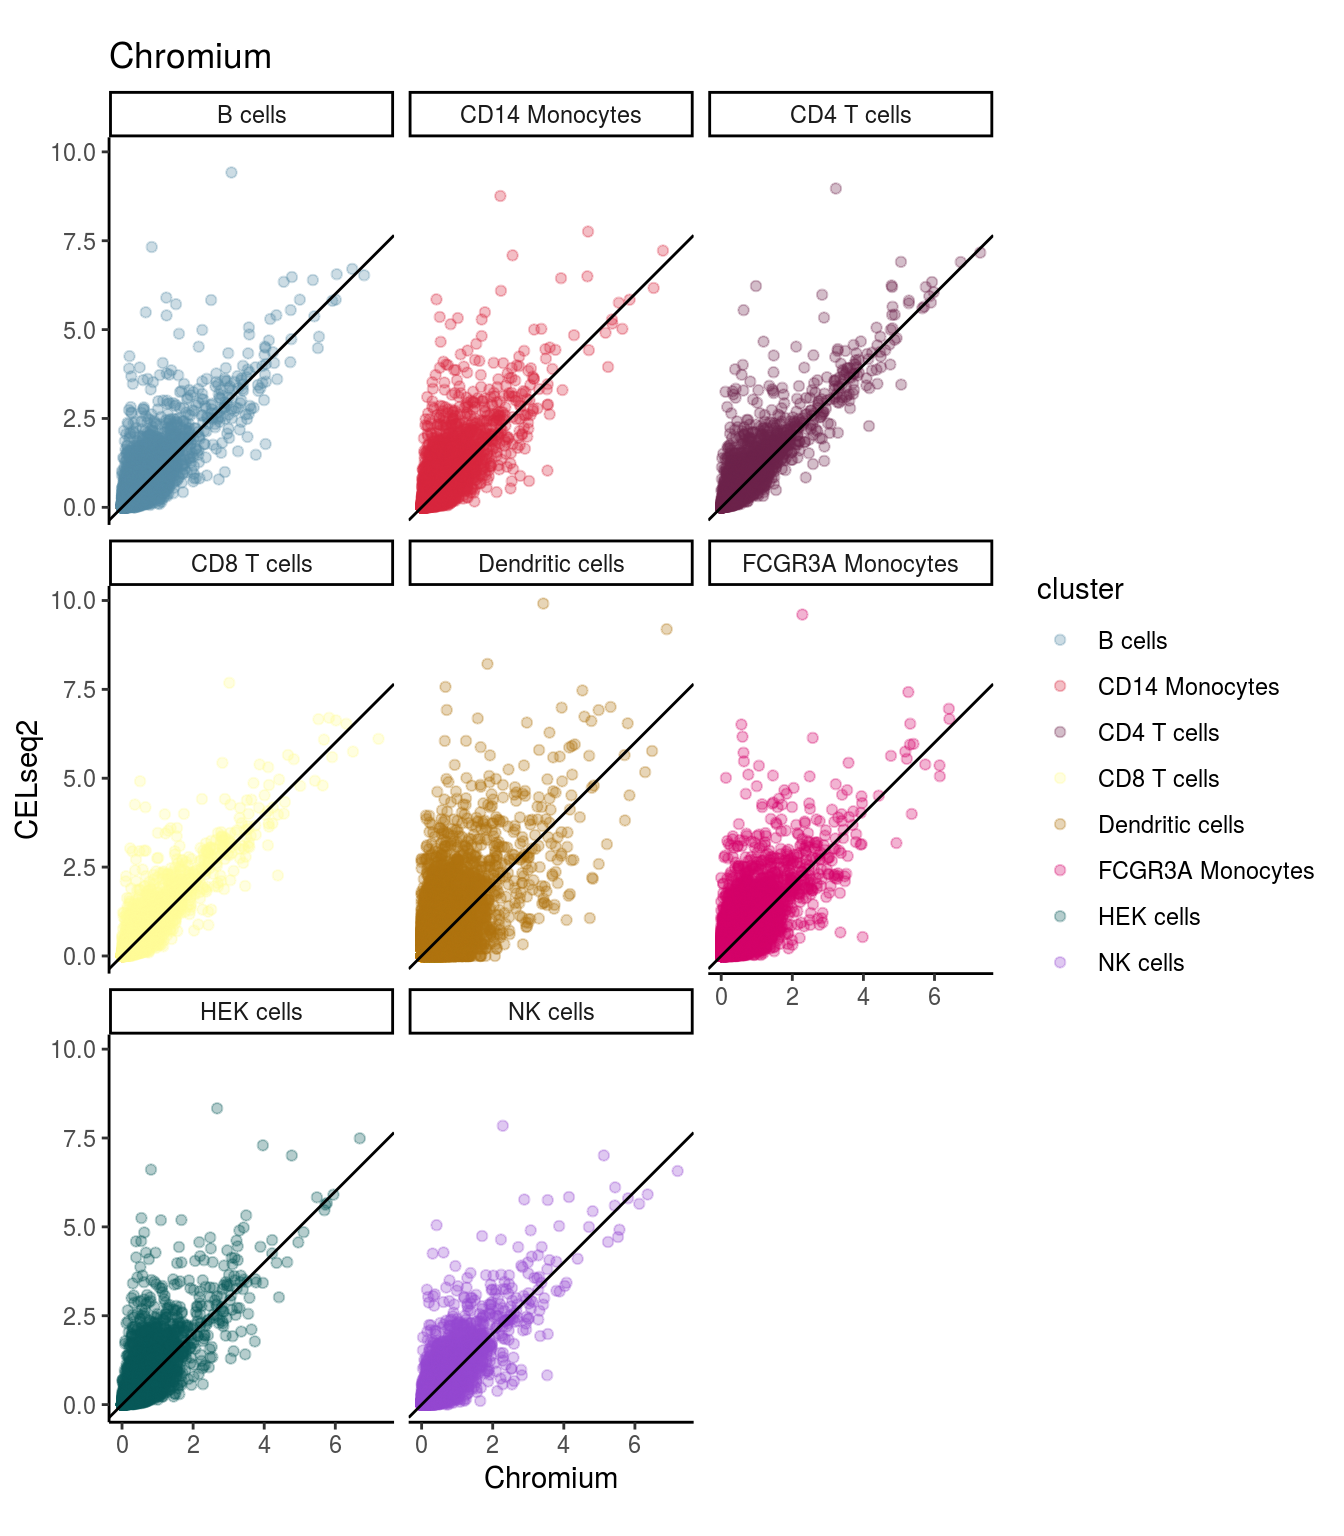 Chromium
B cells
CD14 Monocytes
CD4 T cells
10.0
7.5
5.0
2.5
0.0
CD8 T cells
Dendritic cells
FCGR3A Monocytes
10.0
7.5
5.0
2.5
0.0
0 2 4 6
CELseq2
HEK cells
NK cells
10.0
7.5
5.0
2.5
0.0
0 2 4 6
0 2 4 6
Chromium
cluster
B cells
CD14 Monocytes
CD4 T cells
CD8 T cells
Dendritic cells
FCGR3A Monocytes
HEK cells
NK cells